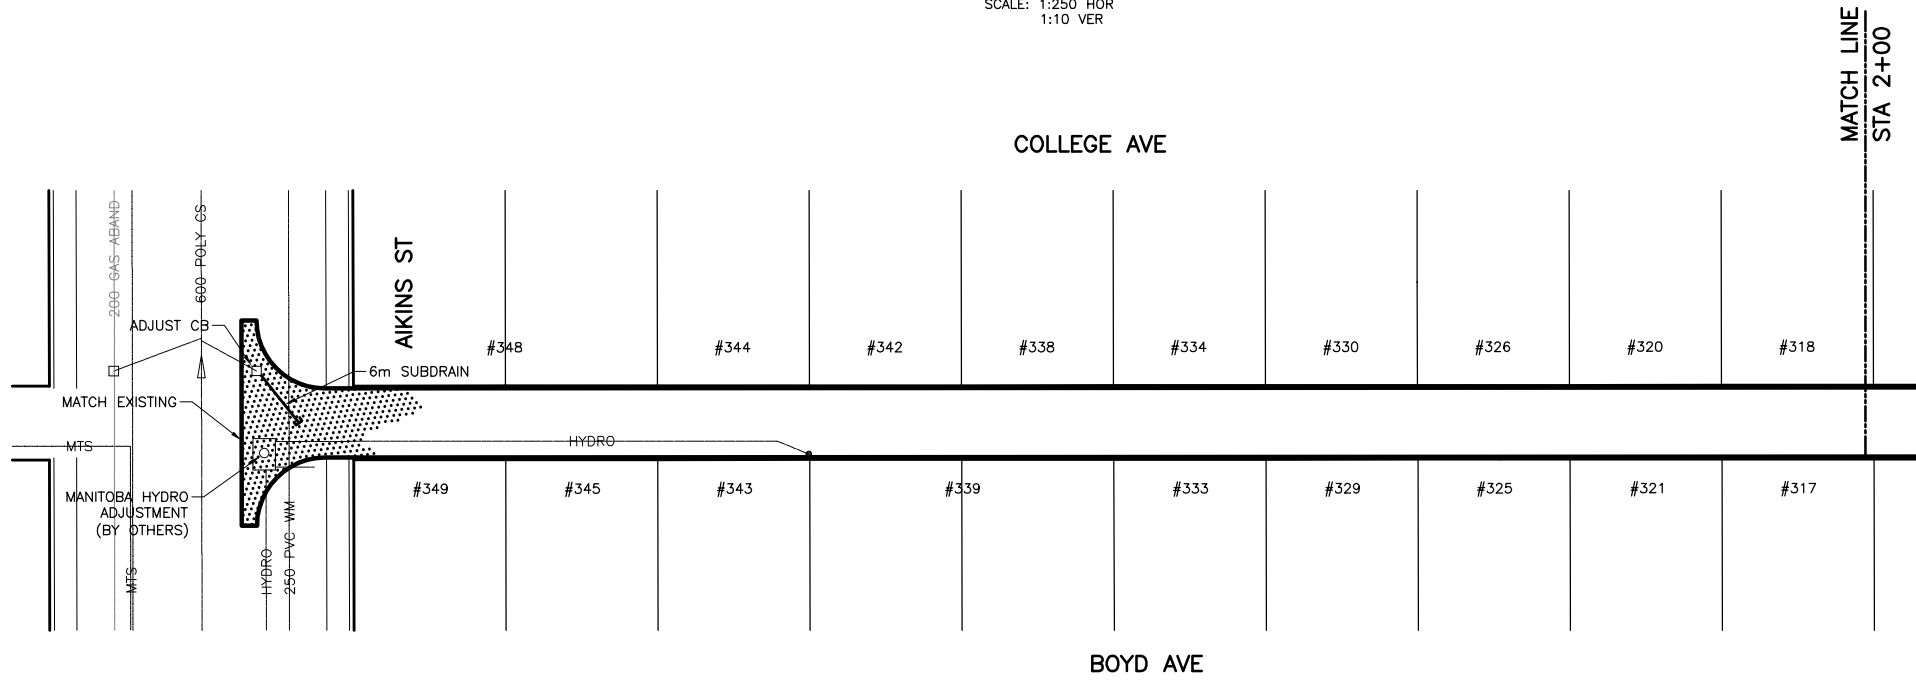 SCALE: 1:250 HOR
1:10 VER
MATCH LINE
STA 2+00
COLLEGE AVE
200 GAS ABAND
600 POLY CS
AIKINS ST
ADJUST CB
#348
#344
#342
#338
#334
#330
#326
#320
#318
6m SUBDRAIN
MATCH EXISTING
MTS
HYDRO
MANITOBA HYDRO
ADJUSTMENT
(BY OTHERS)
#349
#345
#343
#339
#333
#329
#325
#321
#317
MTS
HYDRO
250 PVC WM
BOYD AVE